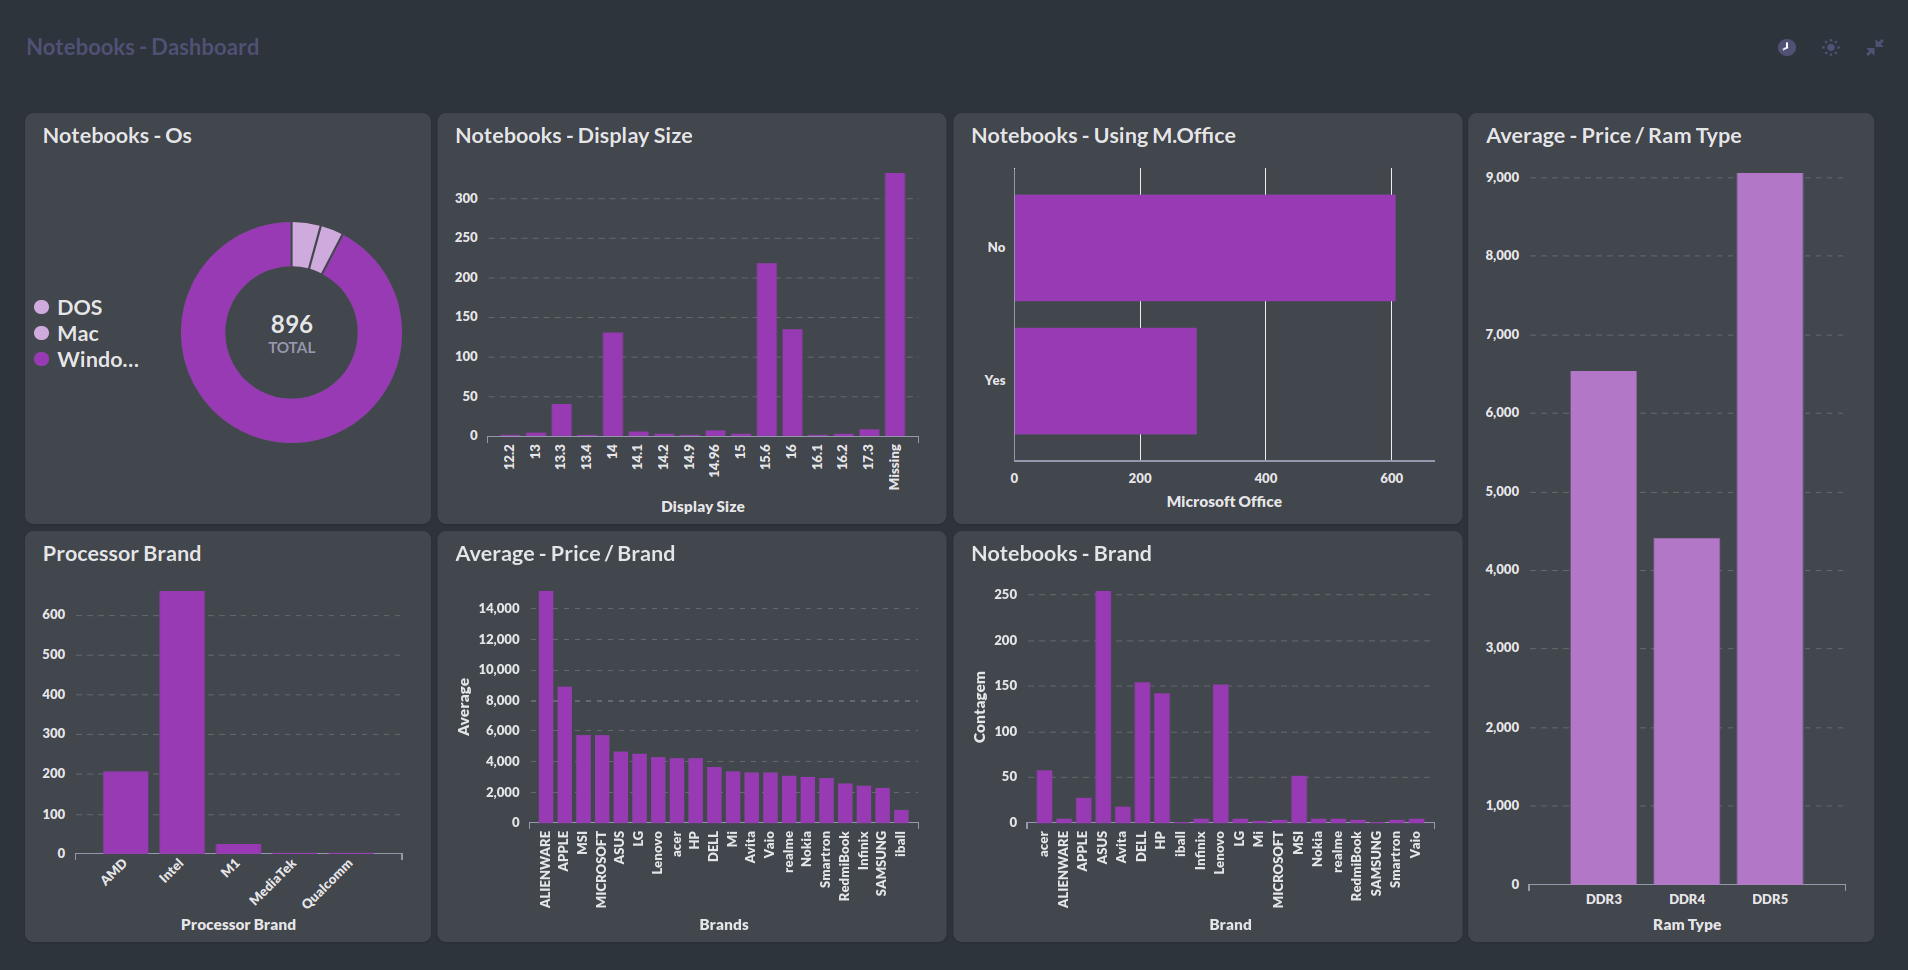 Notebooks - Dashboard
Notebooks - Os
DOS
Mac
Windo...
896
TOTAL
Notebooks - Display Size
300
250
200
150
100
50
0
12.2
13
13.3
13.4
14
14.1
14.2
14.9
14.96
15
15.6
16
16.1
16.2
17.3
Missing
Display Size
Notebooks - Using M.Office
No
Yes
0
200
400
600
Microsoft Office
Average - Price / Ram Type
9,000
8,000
7,000
6,000
5,000
4,000
3,000
2,000
1,000
0
DDR3
DDR4
DDR5
Ram Type
Processor Brand
600
500
400
300
200
100
0
AMD
Intel
M1
MediaTek
Qualcomm
Processor Brand
Average - Price / Brand
Average
14,000
12,000
10,000
8,000
6,000
4,000
2,000
0
ALIENWARE
APPLE
MSI
MICROSOFT
ASUS
LG
Lenovo
acer
HP
DELL
Mi
Avita
Vaio
realme
Nokia
Smartron
RedmiBook
Infinix
SAMSUNG
iball
Brands
Notebooks - Brand
Contagem
250
200
150
100
50
0
acer
ALIENWARE
APPLE
ASUS
Avita
DELL
HP
iball
Infinix
Lenovo
LG
Mi
MICROSOFT
MSI
Nokia
realme
RedmiBook
SAMSUNG
Smartron
Vaio
Brand